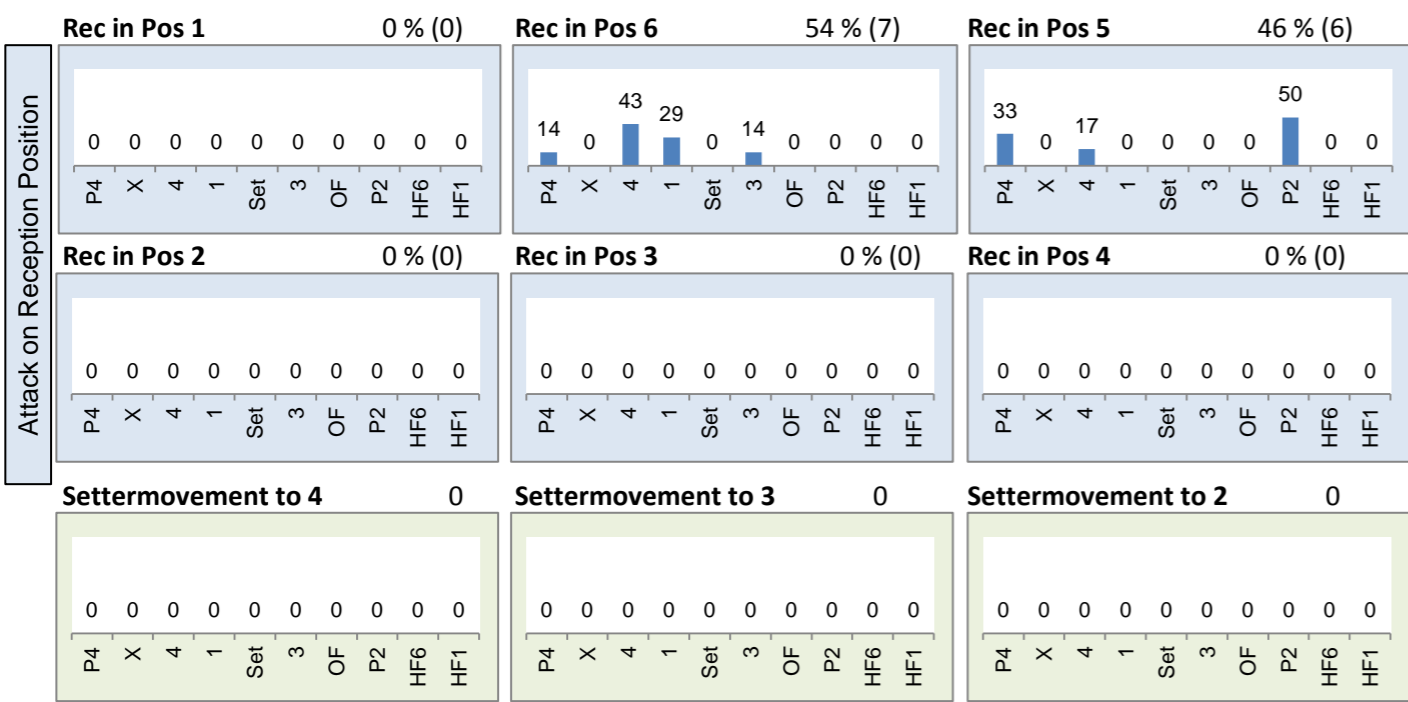 Attack on Reception Position
Rec in Pos 1 0 % (0)
0 0 0 0 0 0 0 0 0 0
P4 X 4 1 Set 3 OF P2 HF6 HF1
Rec in Pos 6 54 % (7)
14 0 43 29 0 14 0 0 0 0
P4 X 4 1 Set 3 OF P2 HF6 HF1
Rec in Pos 5 46 % (6)
33 0 17 0 0 0 0 50 0 0
P4 X 4 1 Set 3 OF P2 HF6 HF1
Rec in Pos 2 0 % (0)
0 0 0 0 0 0 0 0 0 0
P4 X 4 1 Set 3 OF P2 HF6 HF1
Rec in Pos 3 0 % (0)
0 0 0 0 0 0 0 0 0 0
P4 X 4 1 Set 3 OF P2 HF6 HF1
Rec in Pos 4 0 % (0)
0 0 0 0 0 0 0 0 0 0
P4 X 4 1 Set 3 OF P2 HF6 HF1
Settermovement to 4 0
0 0 0 0 0 0 0 0 0 0
P4 X 4 1 Set 3 OF P2 HF6 HF1
Settermovement to 3 0
0 0 0 0 0 0 0 0 0 0
P4 X 4 1 Set 3 OF P2 HF6 HF1
Settermovement to 2 0
0 0 0 0 0 0 0 0 0 0
P4 X 4 1 Set 3 OF P2 HF6 HF1